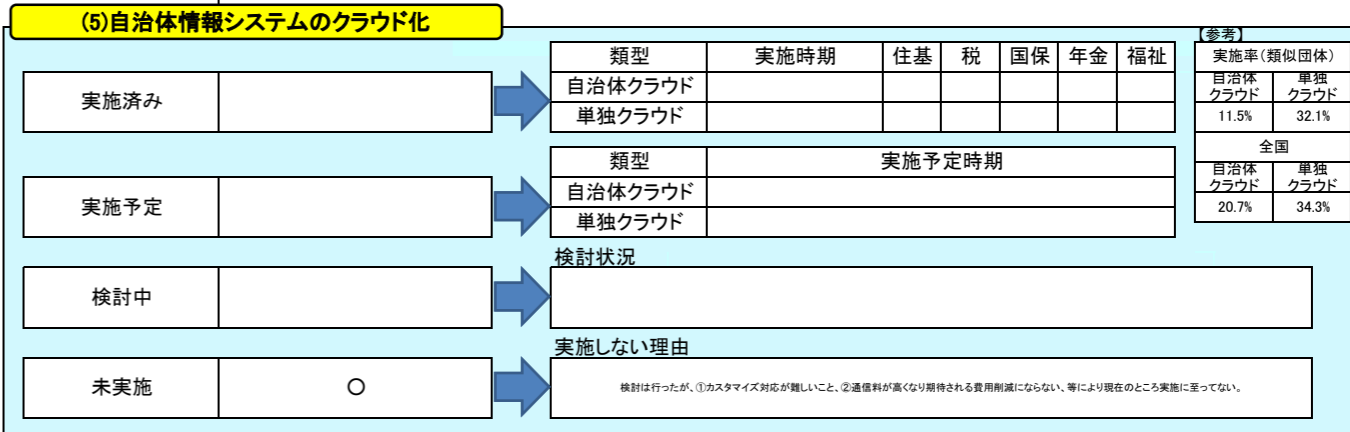 (5)自治体情報システムのクラウド化
【参考】
類型 実施時期 住基 税 国保 年金 福祉
実施率(類似団体)
実施済み
自治体クラウド
単独クラウド
自治体
クラウド
単独
クラウド
11.5% 32.1%
全国
類型 実施予定時期
実施予定
自治体クラウド
単独クラウド
自治体
クラウド
単独
クラウド
20.7% 34.3%
検討状況
検討中
実施しない理由
未実施 〇
検討は行ったが、①カスタマイズ対応が難しいこと、②通信料が高くなり期待される費用削減にならない、等により現在のところ実施に至ってない。